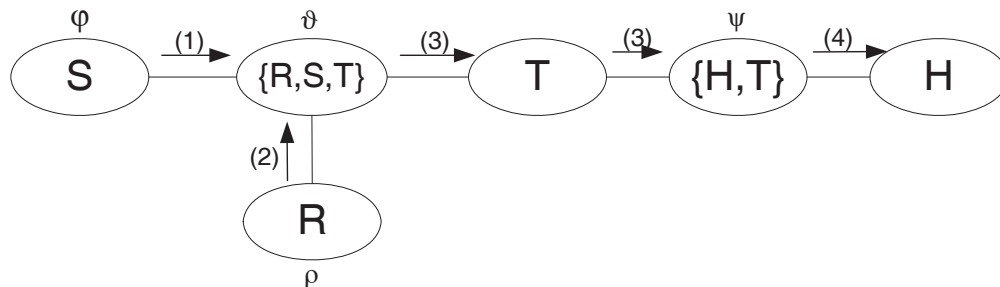 φ ϑ ψ
(1) (3) (3) (4)
S {R,S,T} T {H,T} H
(2)
R
ρ